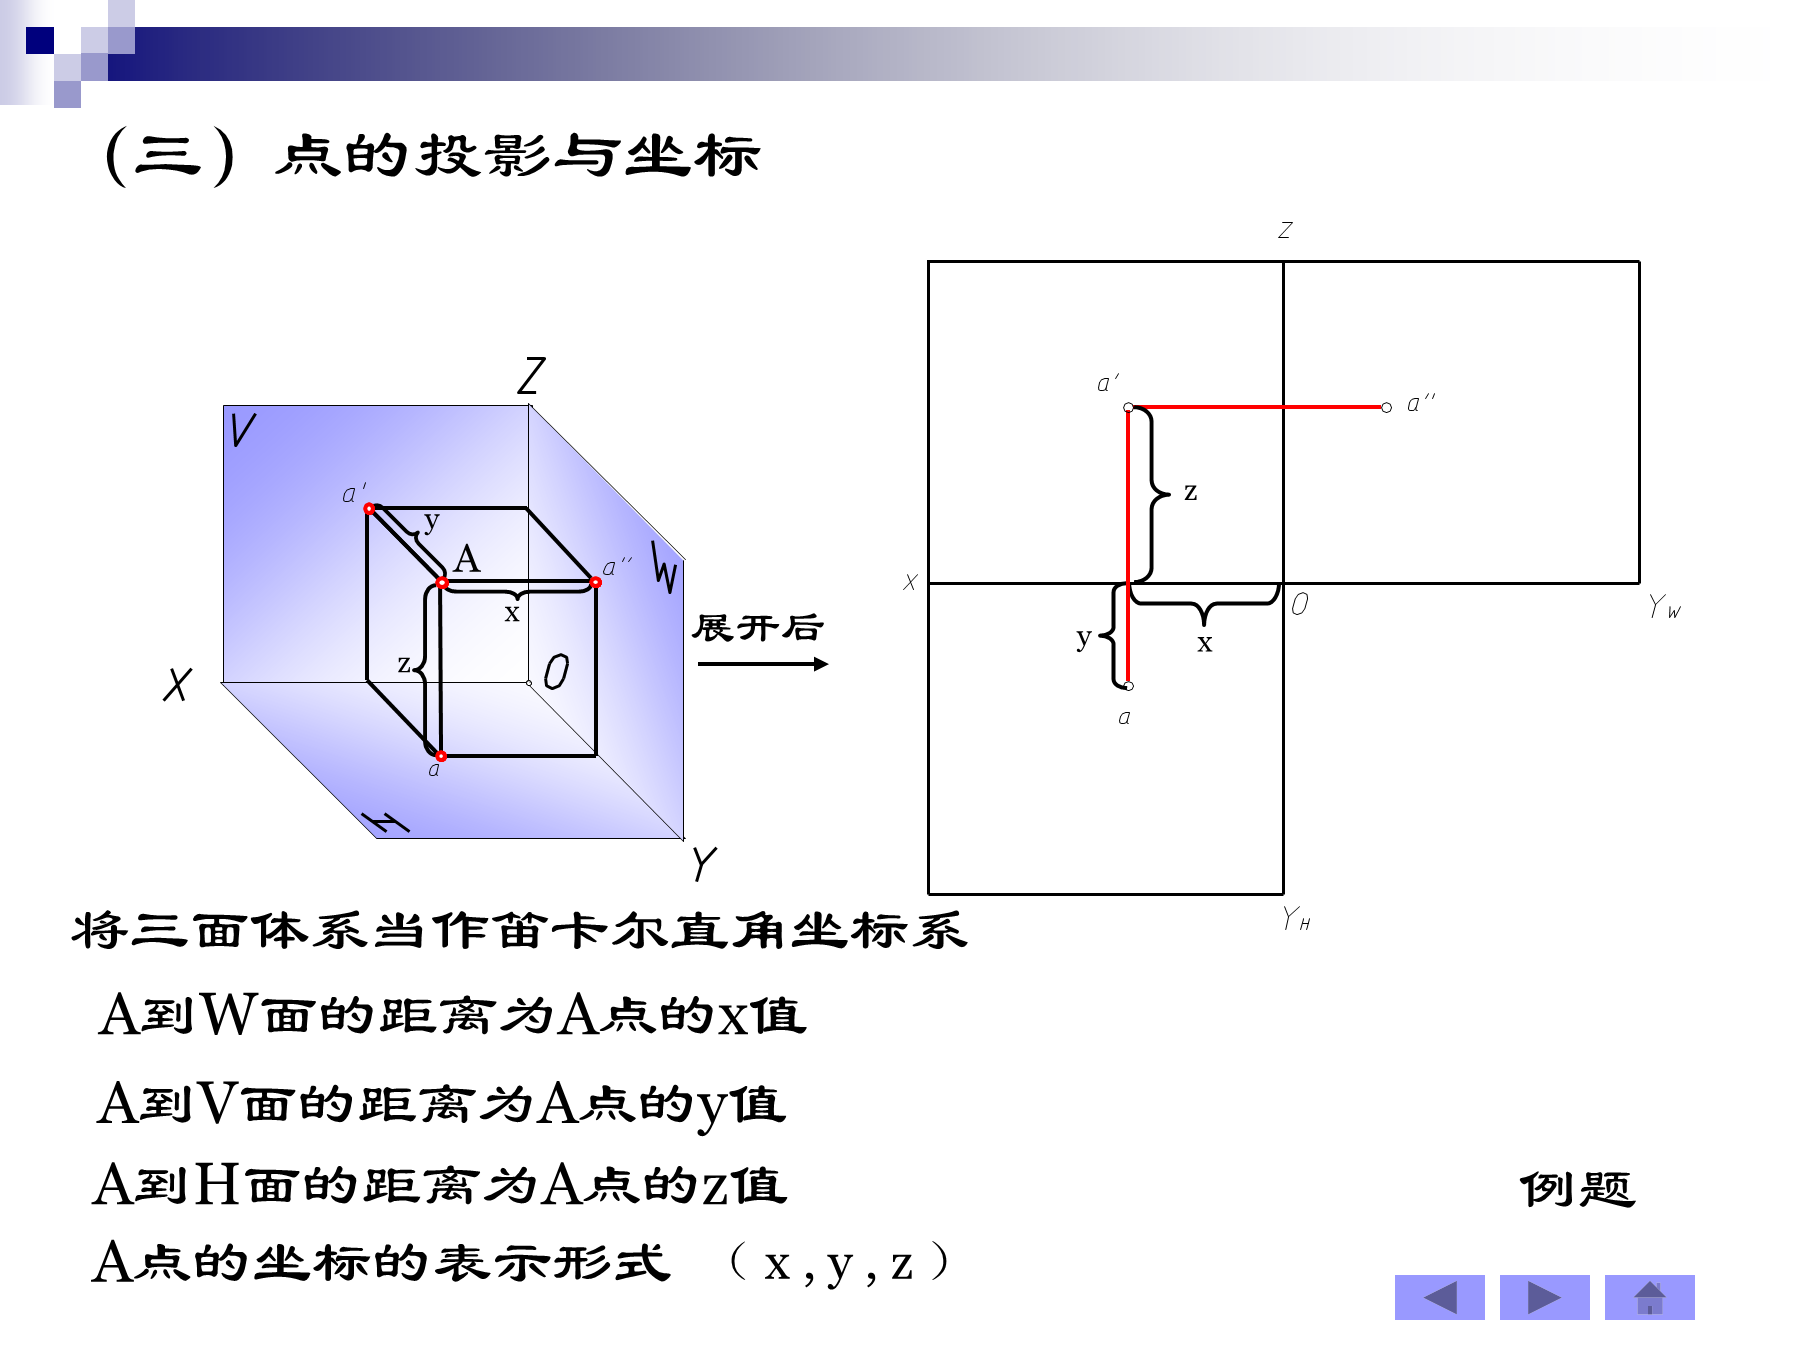 （三）点的投影与坐标
Z
V
a'
y
A
a''
W
x
z
X
O
a
H
Y
展开后
Z
a'
a''
z
X
O
Y_W
y
x
a
Y_H
将三面体系当作笛卡尔直角坐标系
A到W面的距离为A点的x值
A到V面的距离为A点的y值
A到H面的距离为A点的z值
例题
A点的坐标的表示形式 （x,y,z）